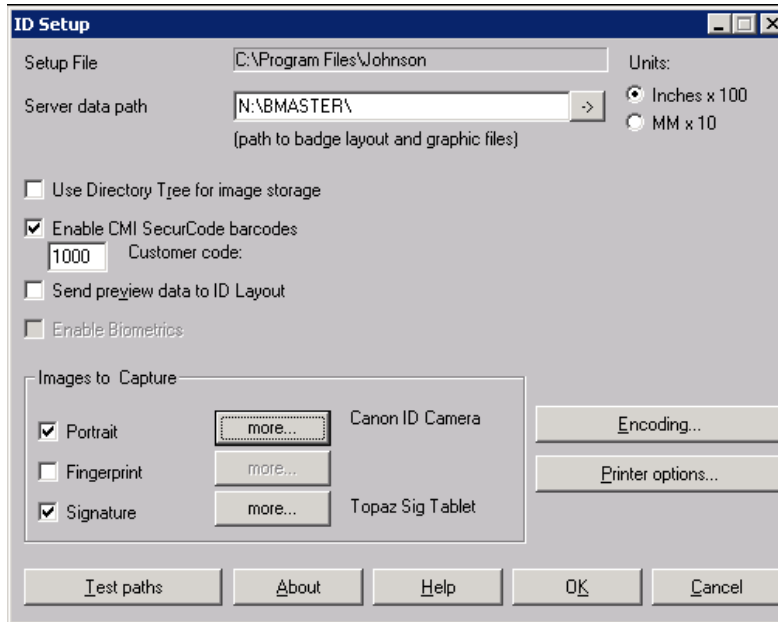 ID Setup
Setup File
C:\Program Files\Johnson
Units:
Server data path
N:\BMASTER\
->
Inches x 100
MM x 10
(path to badge layout and graphic files)
Use Directory Tree for image storage
Enable CMI SecurCode barcodes
1000 Customer code:
Send preview data to ID Layout
Enable Biometrics
Images to Capture
Portrait more... Canon ID Camera
Encoding...
Fingerprint more...
Printer options...
Signature more... Topaz Sig Tablet
Test paths About Help OK Cancel